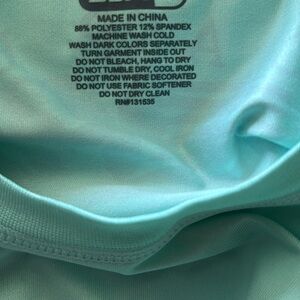 MADE IN CHINA
88% POLYESTER 12% SPANDEX
MACHINE WASH COLD
WASH DARK COLORS SEPARATELY
TURN GARMENT INSIDE OUT
DO NOT BLEACH, HANG TO DRY
DO NOT TUMBLE DRY, COOL IRON
DO NOT IRON WHERE DECORATED
DO NOT USE FABRIC SOFTENER
DO NOT DRY CLEAN
RN#131535